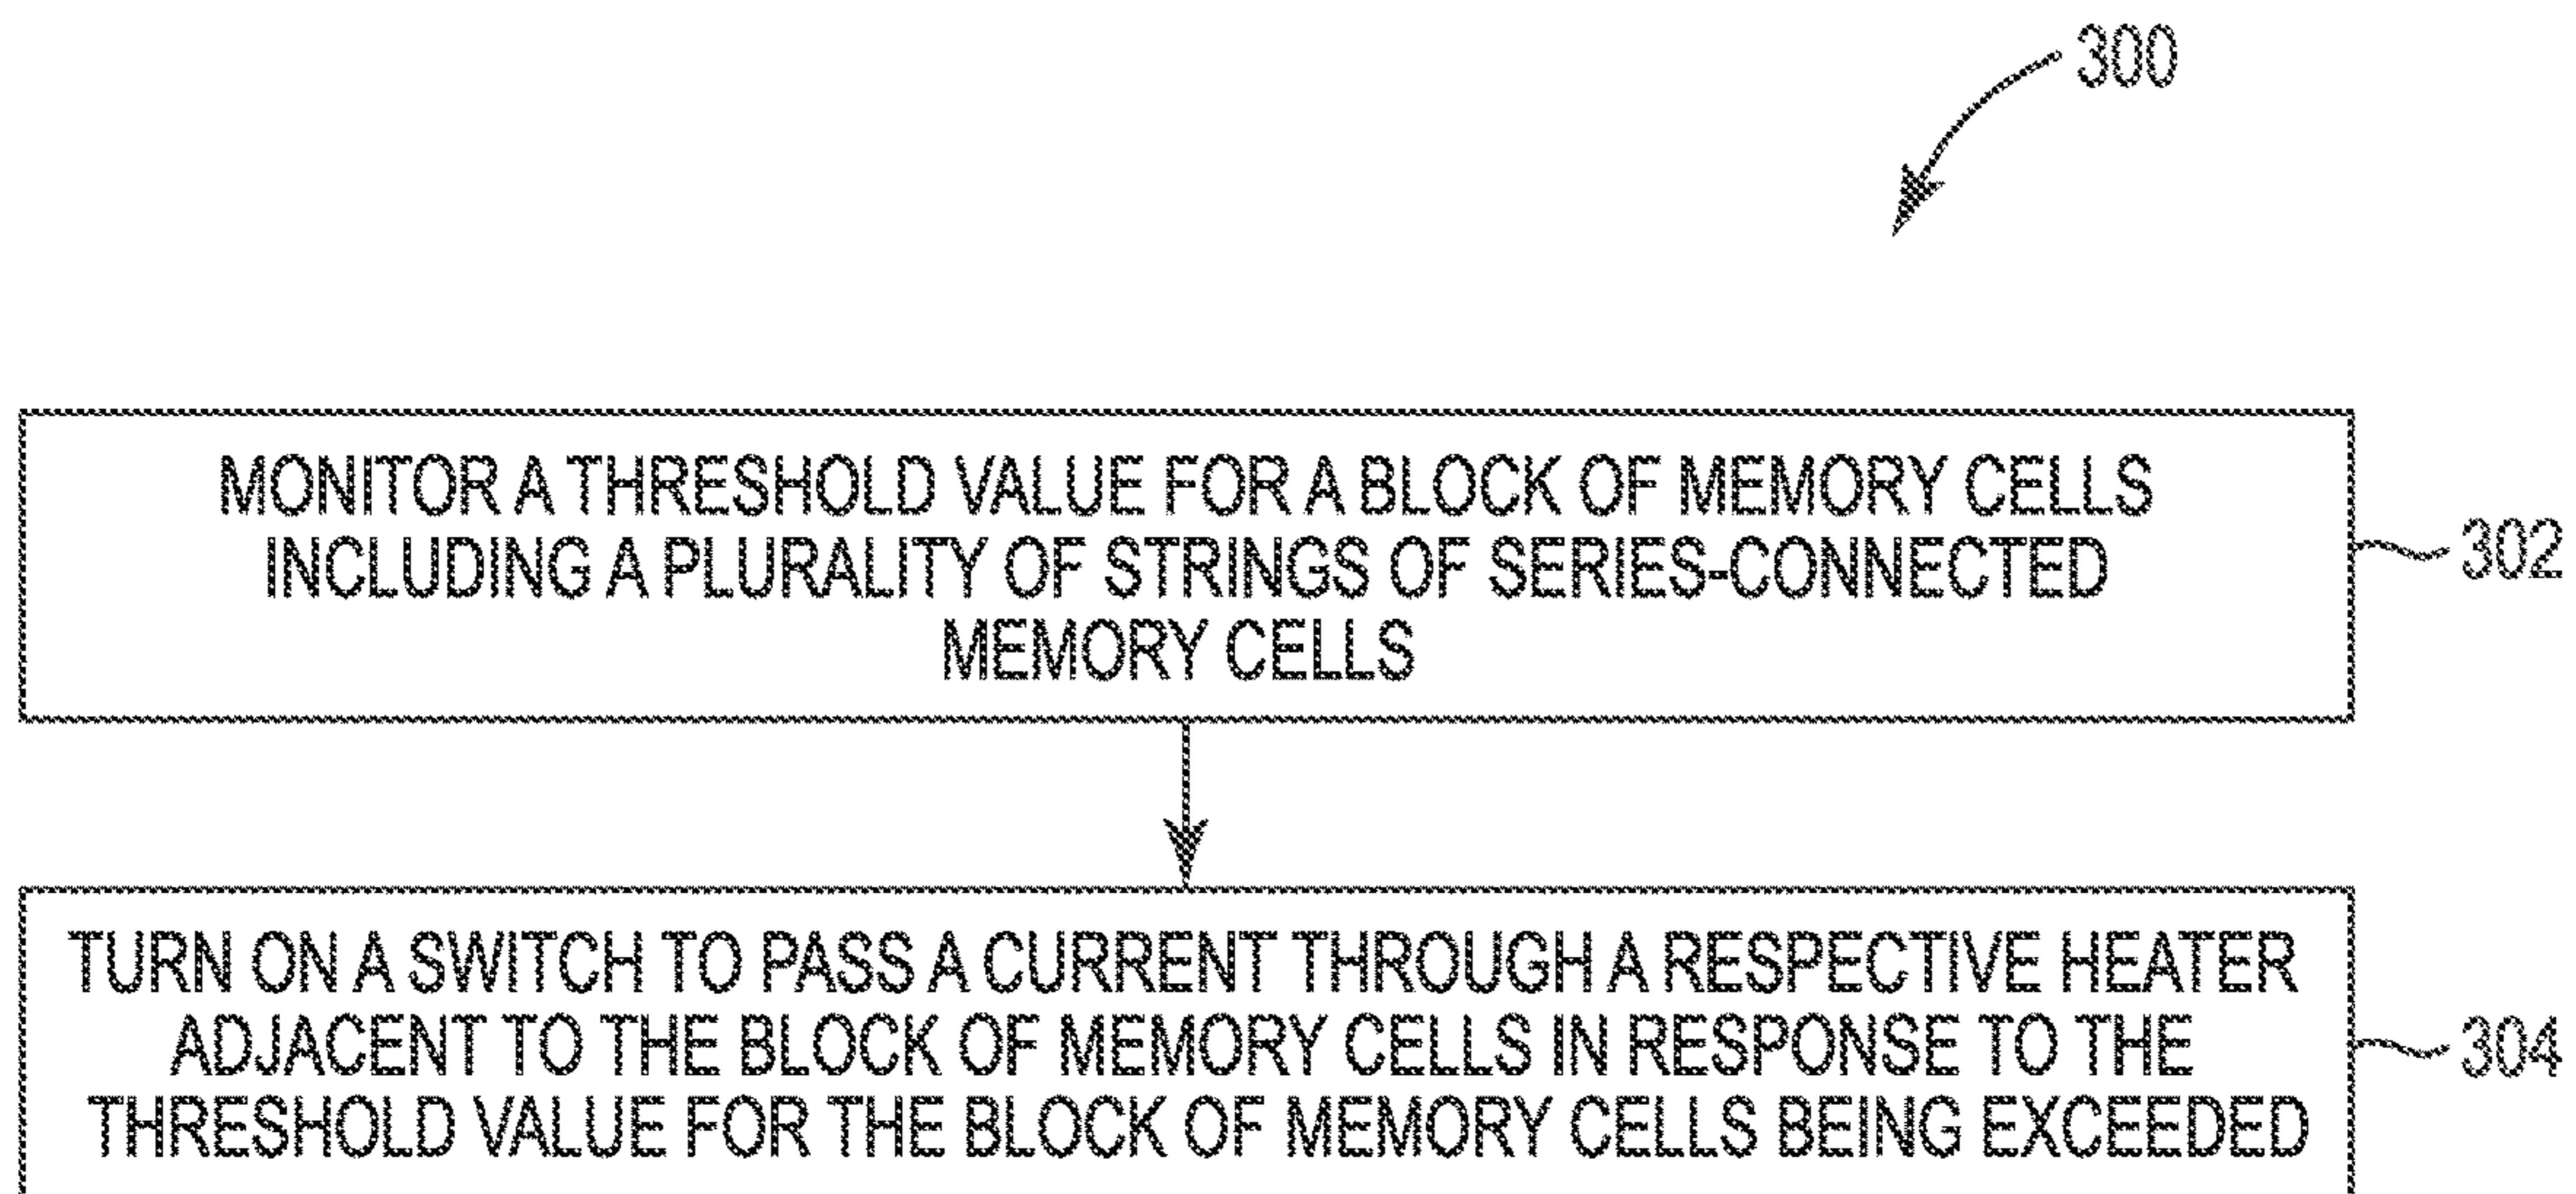 300
MONITOR A THRESHOLD VALUE FOR A BLOCK OF MEMORY CELLS
INCLUDING A PLURALITY OF STRINGS OF SERIES-CONNECTED
MEMORY CELLS
302
TURN ON A SWITCH TO PASS A CURRENT THROUGH A RESPECTIVE HEATER
ADJACENT TO THE BLOCK OF MEMORY CELLS IN RESPONSE TO THE
THRESHOLD VALUE FOR THE BLOCK OF MEMORY CELLS BEING EXCEEDED
304